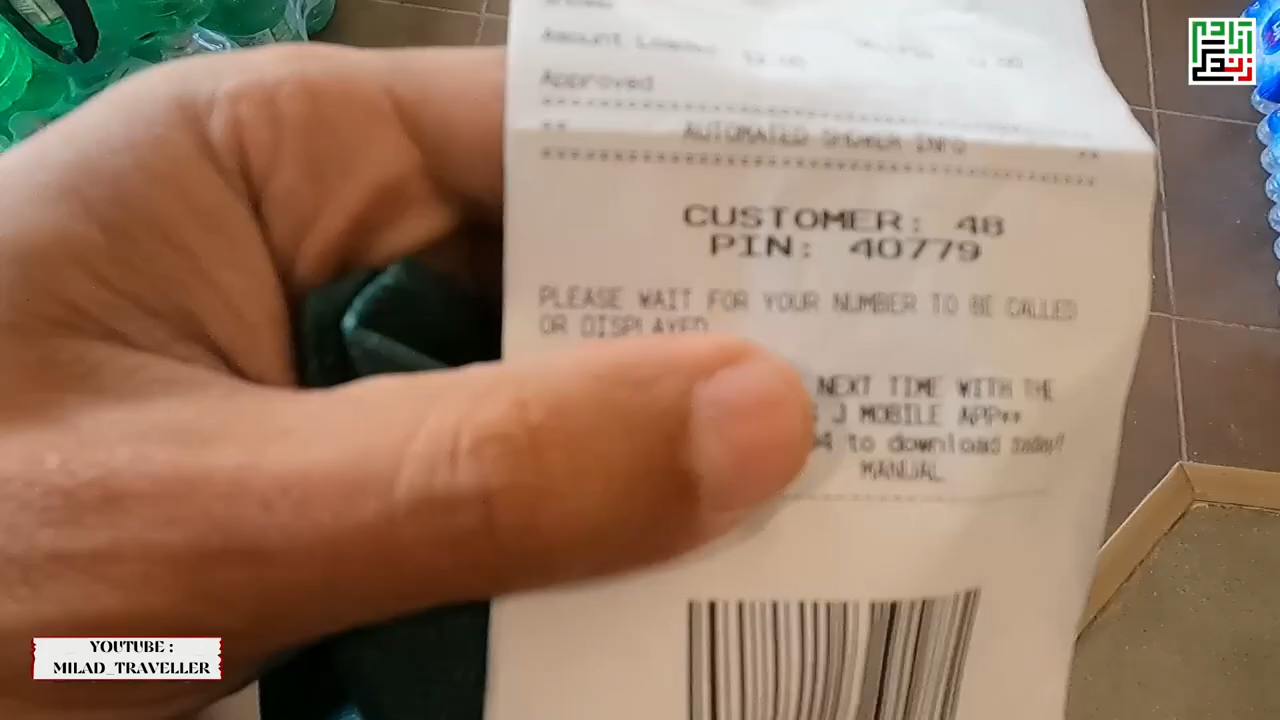 Approved
** AUTOMATED SHOWER INFO **
CUSTOMER: 48
PIN: 40779
PLEASE WAIT FOR YOUR NUMBER TO BE CALLED
OR DISPLAYED
NEXT TIME WITH THE
J MOBILE APP**
to download today!
MANUAL
YOUTUBE :
MILAD_TRAVELLER